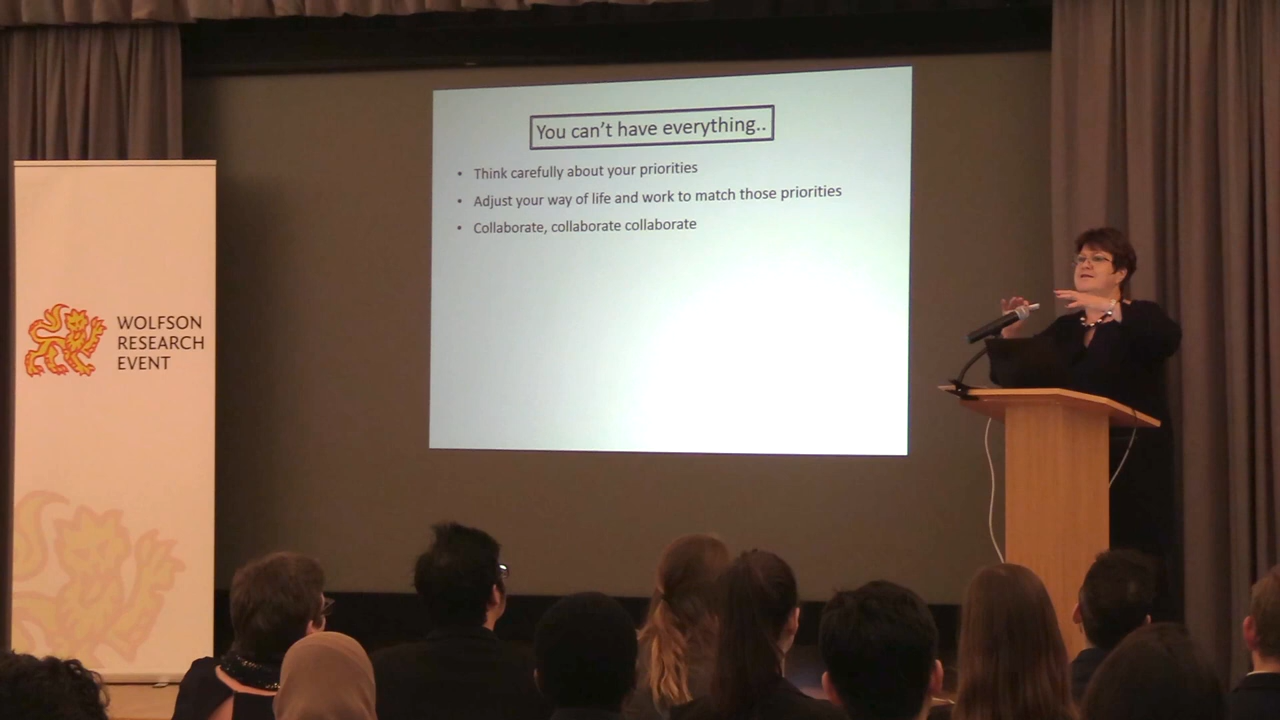 You can't have everything..
• Think carefully about your priorities
• Adjust your way of life and work to match those priorities
• Collaborate, collaborate collaborate
WOLFSON
RESEARCH
EVENT